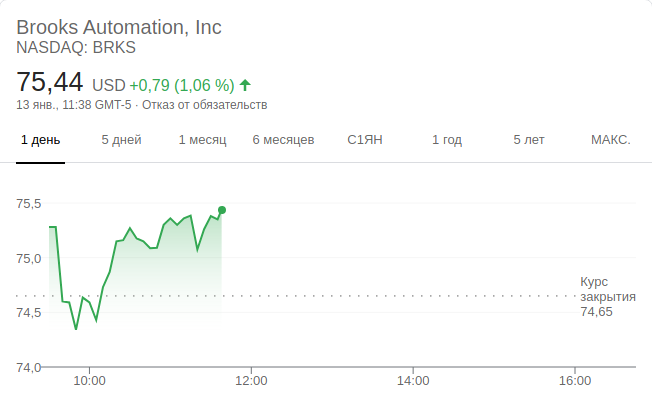 Brooks Automation, Inc
NASDAQ: BRKS
75,44 USD +0,79 (1,06 %)
13 янв., 11:38 GMT-5 · Отказ от обязательств
1 день 5 дней 1 месяц 6 месяцев С1ЯН 1 год 5 лет МАКС.
75,5
75,0
Курс
закрытия
74,65
74,5
74,0
10:00 12:00 14:00 16:00